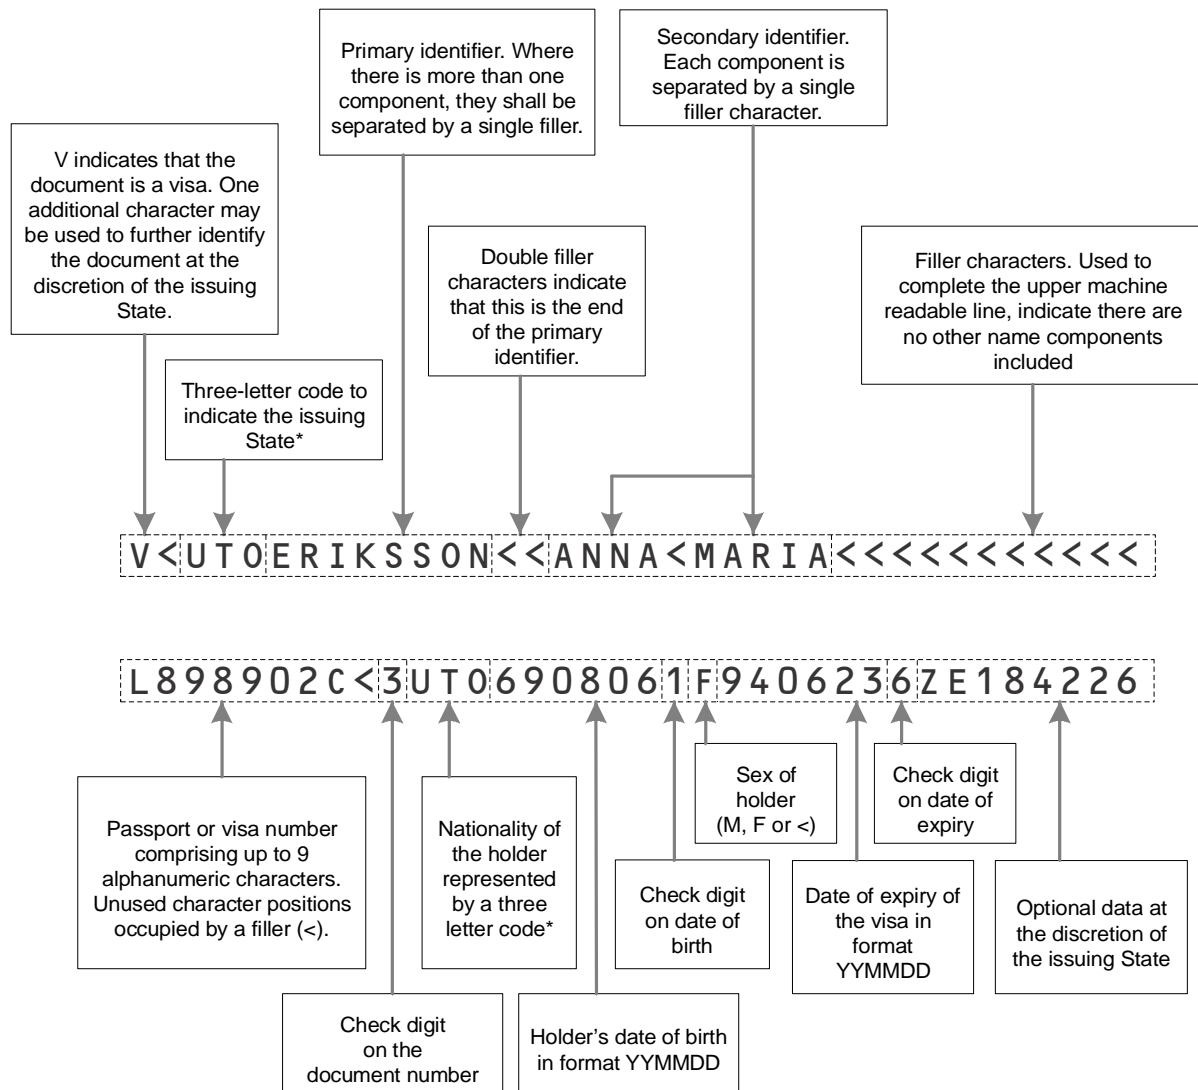 Primary identifier. Where
there is more than one
component, they shall be
separated by a single filler.
Secondary identifier.
Each component is
separated by a single
filler character.
V indicates that the
document is a visa. One
additional character may
be used to further identify
the document at the
discretion of the issuing
State.
Double filler
characters indicate
that this is the end
of the primary
identifier.
Filler characters. Used to
complete the upper machine
readable line, indicate there are
no other name components
included
Three-letter code to
indicate the issuing
State*
V<UTOERIKSSON<<ANNA<MARIA<<<<<<<<<<<
L898902C<3UTO6908061F9406236ZE184226
Passport or visa number
comprising up to 9
alphanumeric characters.
Unused character positions
occupied by a filler (<).
Nationality of
the holder
represented
by a three
letter code*
Sex of
holder
(M, F or <)
Check digit
on date of
expiry
Check digit
on date of
birth
Date of expiry of
the visa in
format
YYMMDD
Optional data at
the discretion of
the issuing State
Check digit
on the
document number
Holder’s date of birth
in format YYMMDD